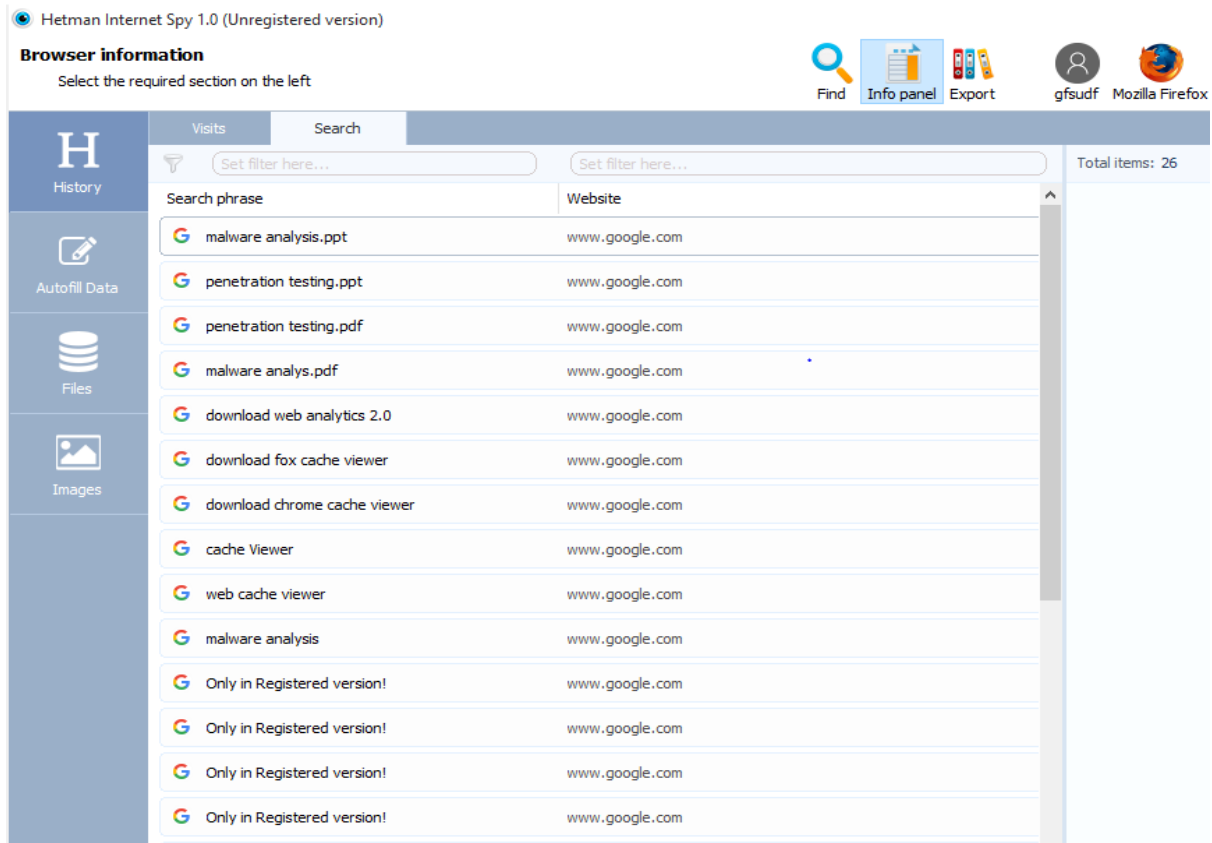 Hetman Internet Spy 1.0 (Unregistered version)
Browser information
Select the required section on the left
Find Info panel Export gfsudf Mozilla Firefox
H
History
Autofill Data
Files
Images
Visits Search
Set filter here... Set filter here... Total items: 26
Search phrase Website
malware analysis.ppt www.google.com
penetration testing.ppt www.google.com
penetration testing.pdf www.google.com
malware analys.pdf www.google.com
download web analytics 2.0 www.google.com
download fox cache viewer www.google.com
download chrome cache viewer www.google.com
cache Viewer www.google.com
web cache viewer www.google.com
malware analysis www.google.com
Only in Registered version! www.google.com
Only in Registered version! www.google.com
Only in Registered version! www.google.com
Only in Registered version! www.google.com